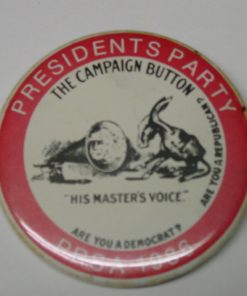 PRESIDENTS PARTY
THE CAMPAIGN BUTTON
ARE YOU A REPUBLICAN?
"HIS MASTER'S VOICE."
ARE YOU A DEMOCRAT?